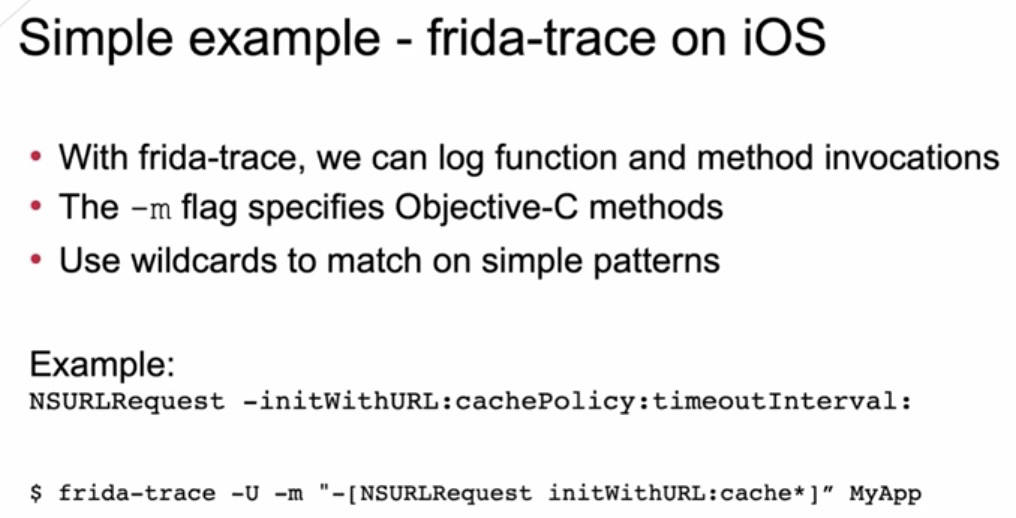 Simple example - frida-trace on iOS
• With frida-trace, we can log function and method invocations
• The -m flag specifies Objective-C methods
• Use wildcards to match on simple patterns
Example:
NSURLRequest -initWithURL:cachePolicy:timeoutInterval:
$ frida-trace -U -m "-[NSURLRequest initWithURL:cache*]” MyApp